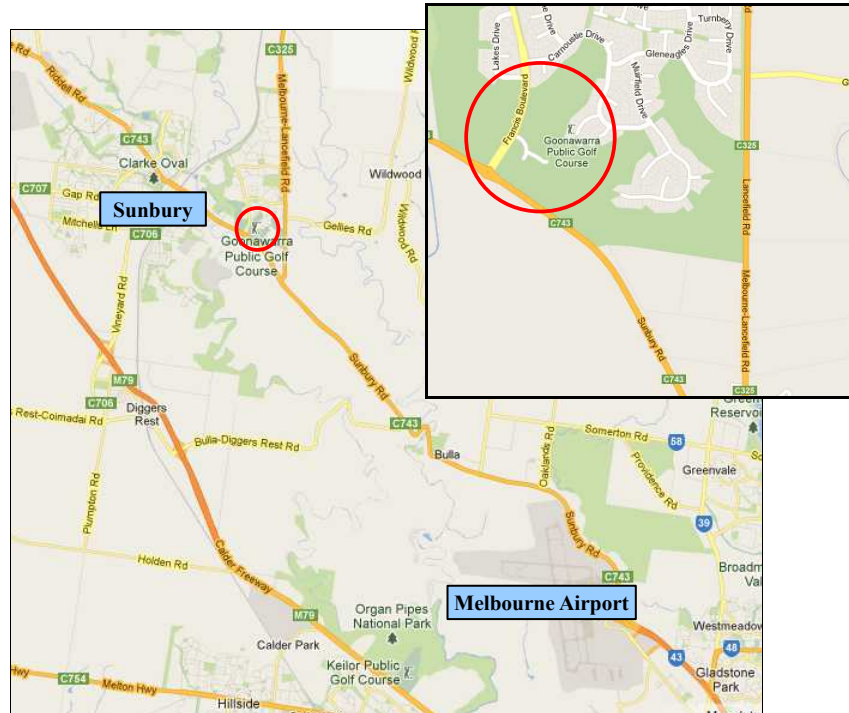 C325
Wildwood Rd
Riddell Rd
Melbourne-Lancefield Rd
C743
Clarke Oval
Wildwood
C707
Gap Rd
Sunbury
Mitchells Ln
C706
Gellies Rd
Wildwood Rd
Goonawarra
Public Golf
Course
Vineyard Rd
Sunbury Rd
M79
C706
Diggers
Rest
s Rest-Coimadai Rd
Bulla-Diggers Rest Rd
C743
Bulla
Oaklands Rd
Somerton Rd
58
Reservoi
Greenvale
Providence Rd
Plumpton Rd
39
Holden Rd
Calder Freeway
Sunbury Rd
C743
Broadm
Melbourne Airport
M79
Organ Pipes
National Park
Westmeadow
Calder Park
48
43
Gladstone
Park
Keilor Public
Golf Course
Hwy
C754
Melton Hwy
Hillside
Lakes Drive
Carnoustie Drive
Turnberry Drive
Gleneagles Drive
Muirfield Drive
Francis Boulevard
Goonawarra
Public Golf
Course
C325
C743
Lancefield Rd
Melbourne-Lancefield Rd
Sunbury Rd
C743
C325